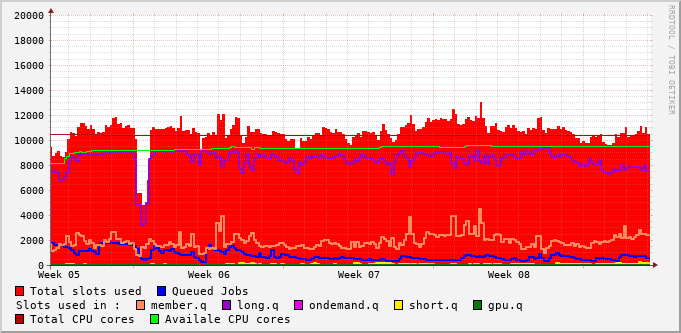 20000
18000
16000
14000
12000
10000
8000
6000
4000
2000
0
Week 05 Week 06 Week 07 Week 08
Total slots used Queued Jobs
Slots used in : member.q long.q ondemand.q short.q gpu.q
Total CPU cores Availale CPU cores
RRDTOOL / TOBI OETIKER